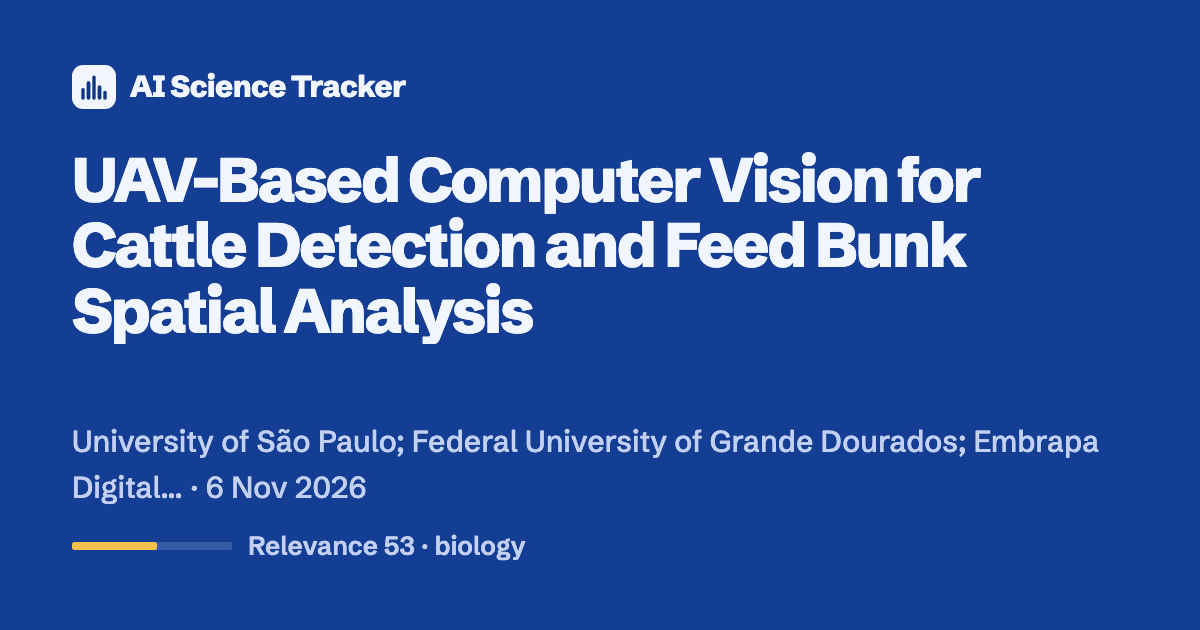 AI Science Tracker
UAV-Based Computer Vision for
Cattle Detection and Feed Bunk
Spatial Analysis
University of São Paulo; Federal University of Grande Dourados; Embrapa
Digital... · 6 Nov 2026
Relevance 53 · biology